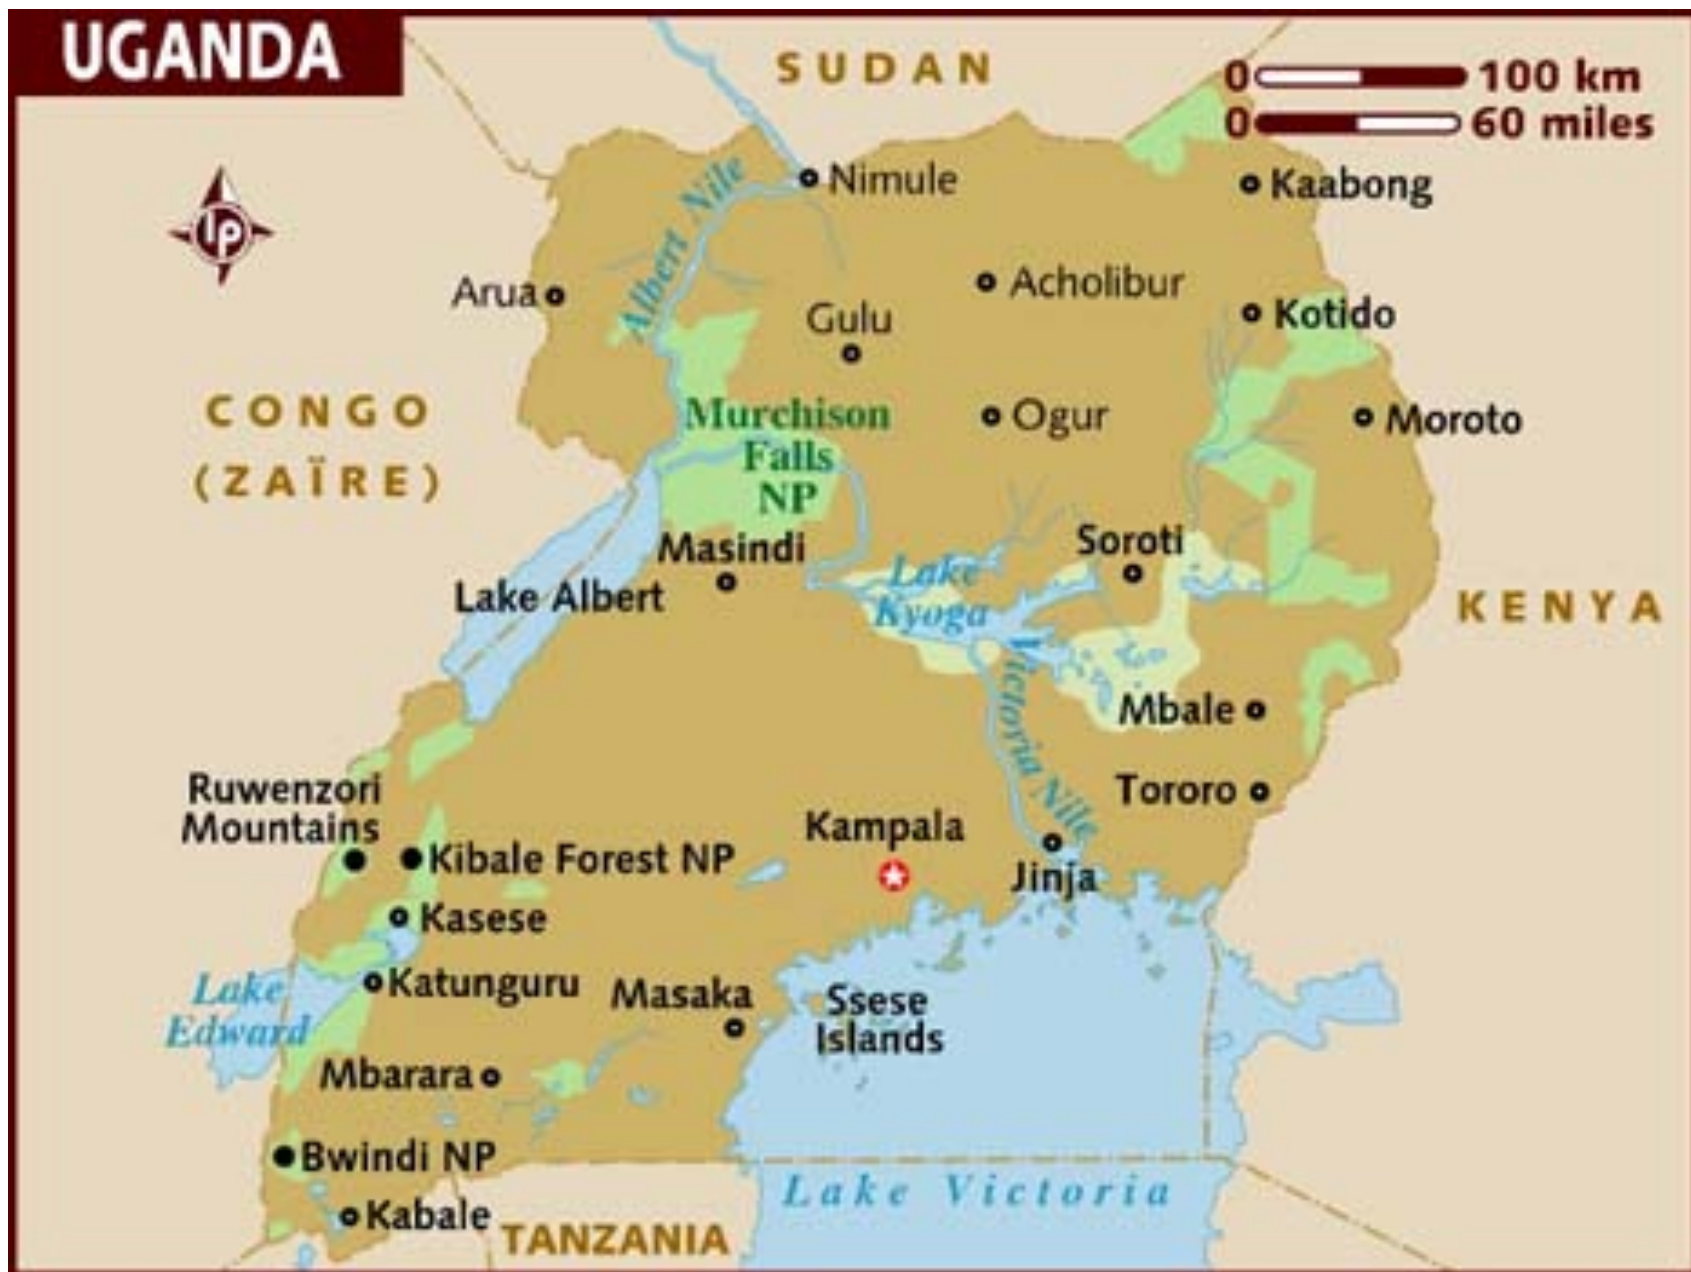 UGANDA
SUDAN
0 100 km
0 60 miles
lp
Nimule
Kaabong
Albert Nile
Arua
Acholibur
Gulu
Kotido
CONGO
(ZAÏRE)
Murchison
Falls
NP
Ogur
Moroto
Masindi
Soroti
Lake Albert
Lake
Kyoga
KENYA
Victoria Nile
Mbale
Ruwenzori
Mountains
Tororo
Kampala
Kibale Forest NP
Jinja
Kasese
Lake
Edward
Katunguru
Masaka
Ssese
Islands
Mbarara
Bwindi NP
Lake Victoria
Kabale
TANZANIA